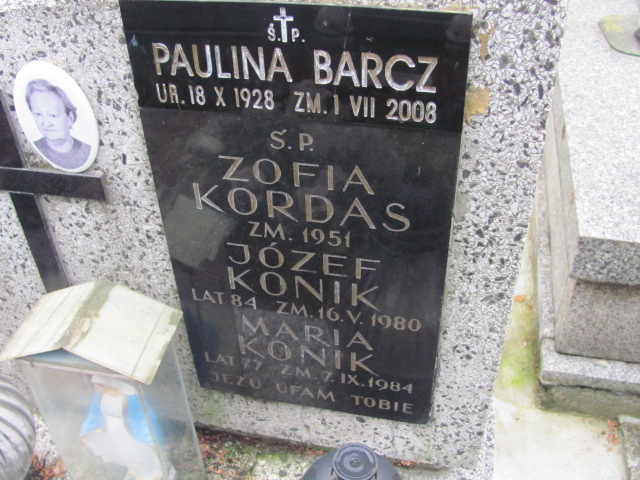 Ś. P.
PAULINA BARCZ
UR. 18 X 1928 ZM. 1 VII 2008
Ś.P.
ZOFIA
KORDAS
ZM. 1951
JÓZEF
KONIK
LAT 84. ZM. 16. V. 1980
MARIA
KONIK
LAT 77. ZM. 7. IX. 1984
JEZU UFAM TOBIE